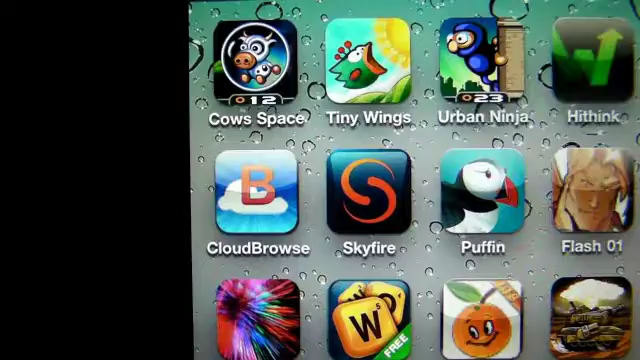 012
023
Cows Space
Tiny Wings
Urban Ninja
Hithink
B
S
CloudBrowse
Skyfire
Puffin
Flash 01
W
FREE